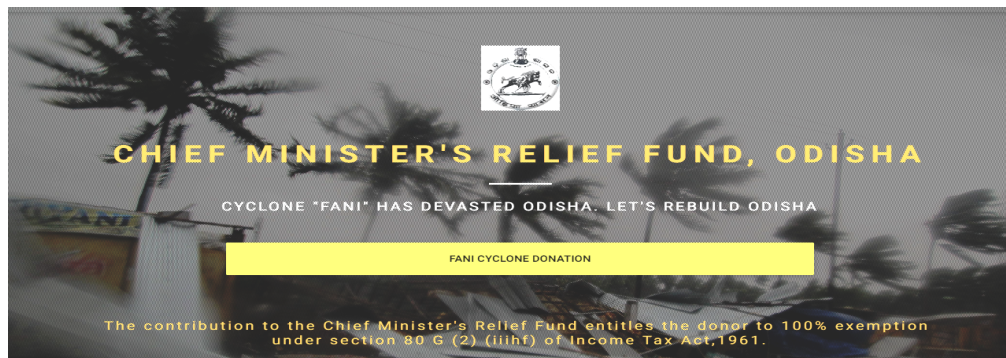 CHIEF MINISTER'S RELIEF FUND, ODISHA
CYCLONE "FANI" HAS DEVASTED ODISHA. LET'S REBUILD ODISHA
FANI CYCLONE DONATION
The contribution to the Chief Minister's Relief Fund entitles the donor to 100% exemption
under section 80 G (2) (iiihf) of Income Tax Act,1961.